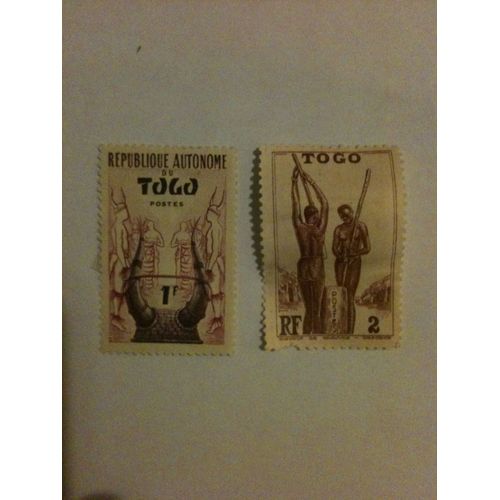 REPUBLIQUE AUTONOME
DU
TOGO
POSTES
1F
TOGO
RF
2